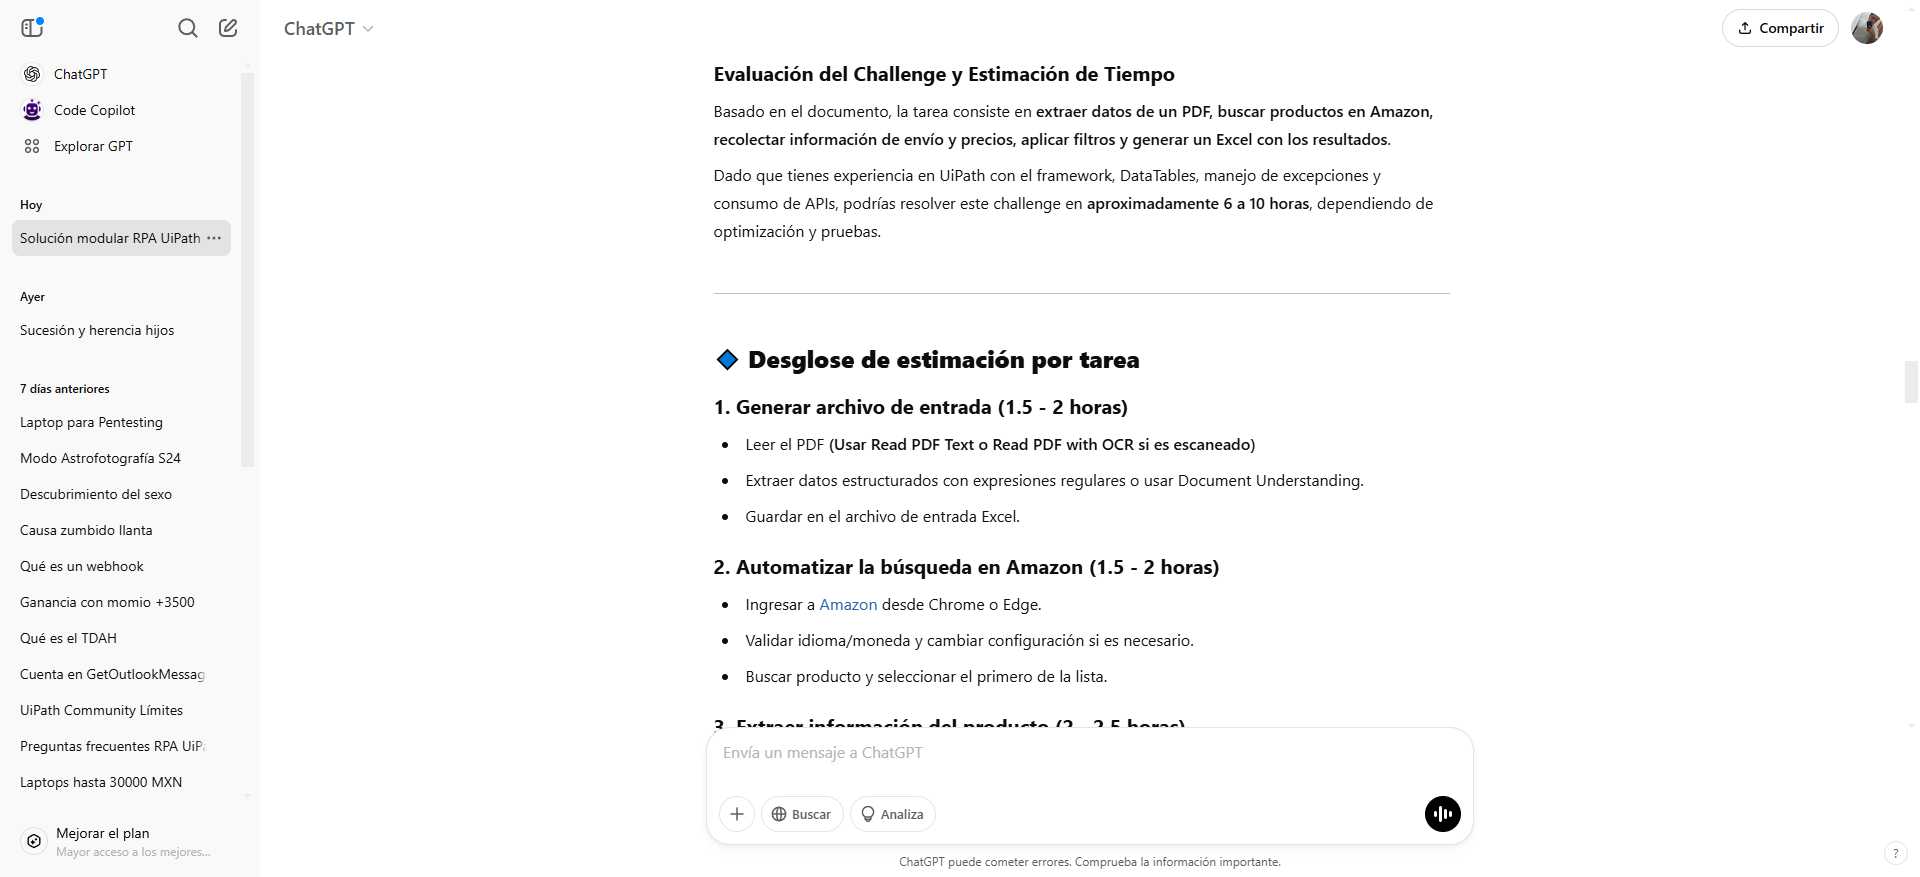 ChatGPT
Code Copilot
Explorar GPT
Hoy
Solución modular RPA UiPath
Ayer
Sucesión y herencia hijos
7 días anteriores
Laptop para Pentesting
Modo Astrofotografía S24
Descubrimiento del sexo
Causa zumbido llanta
Qué es un webhook
Ganancia con momio +3500
Qué es el TDAH
Cuenta en GetOutlookMessag
UiPath Community Límites
Preguntas frecuentes RPA UiPa
Laptops hasta 30000 MXN
Mejorar el plan
Mayor acceso a los mejores...
ChatGPT
Compartir
Evaluación del Challenge y Estimación de Tiempo
Basado en el documento, la tarea consiste en extraer datos de un PDF, buscar productos en Amazon,
recolectar información de envío y precios, aplicar filtros y generar un Excel con los resultados.
Dado que tienes experiencia en UiPath con el framework, DataTables, manejo de excepciones y
consumo de APIs, podrías resolver este challenge en aproximadamente 6 a 10 horas, dependiendo de
optimización y pruebas.
Desglose de estimación por tarea
1. Generar archivo de entrada (1.5 - 2 horas)
• Leer el PDF (Usar Read PDF Text o Read PDF with OCR si es escaneado)
• Extraer datos estructurados con expresiones regulares o usar Document Understanding.
• Guardar en el archivo de entrada Excel.
2. Automatizar la búsqueda en Amazon (1.5 - 2 horas)
• Ingresar a Amazon desde Chrome o Edge.
• Validar idioma/moneda y cambiar configuración si es necesario.
• Buscar producto y seleccionar el primero de la lista.
3. Extraer información del producto (2 - 2.5 horas)
Envía un mensaje a ChatGPT
Buscar
Analiza
ChatGPT puede cometer errores. Comprueba la información importante.
?